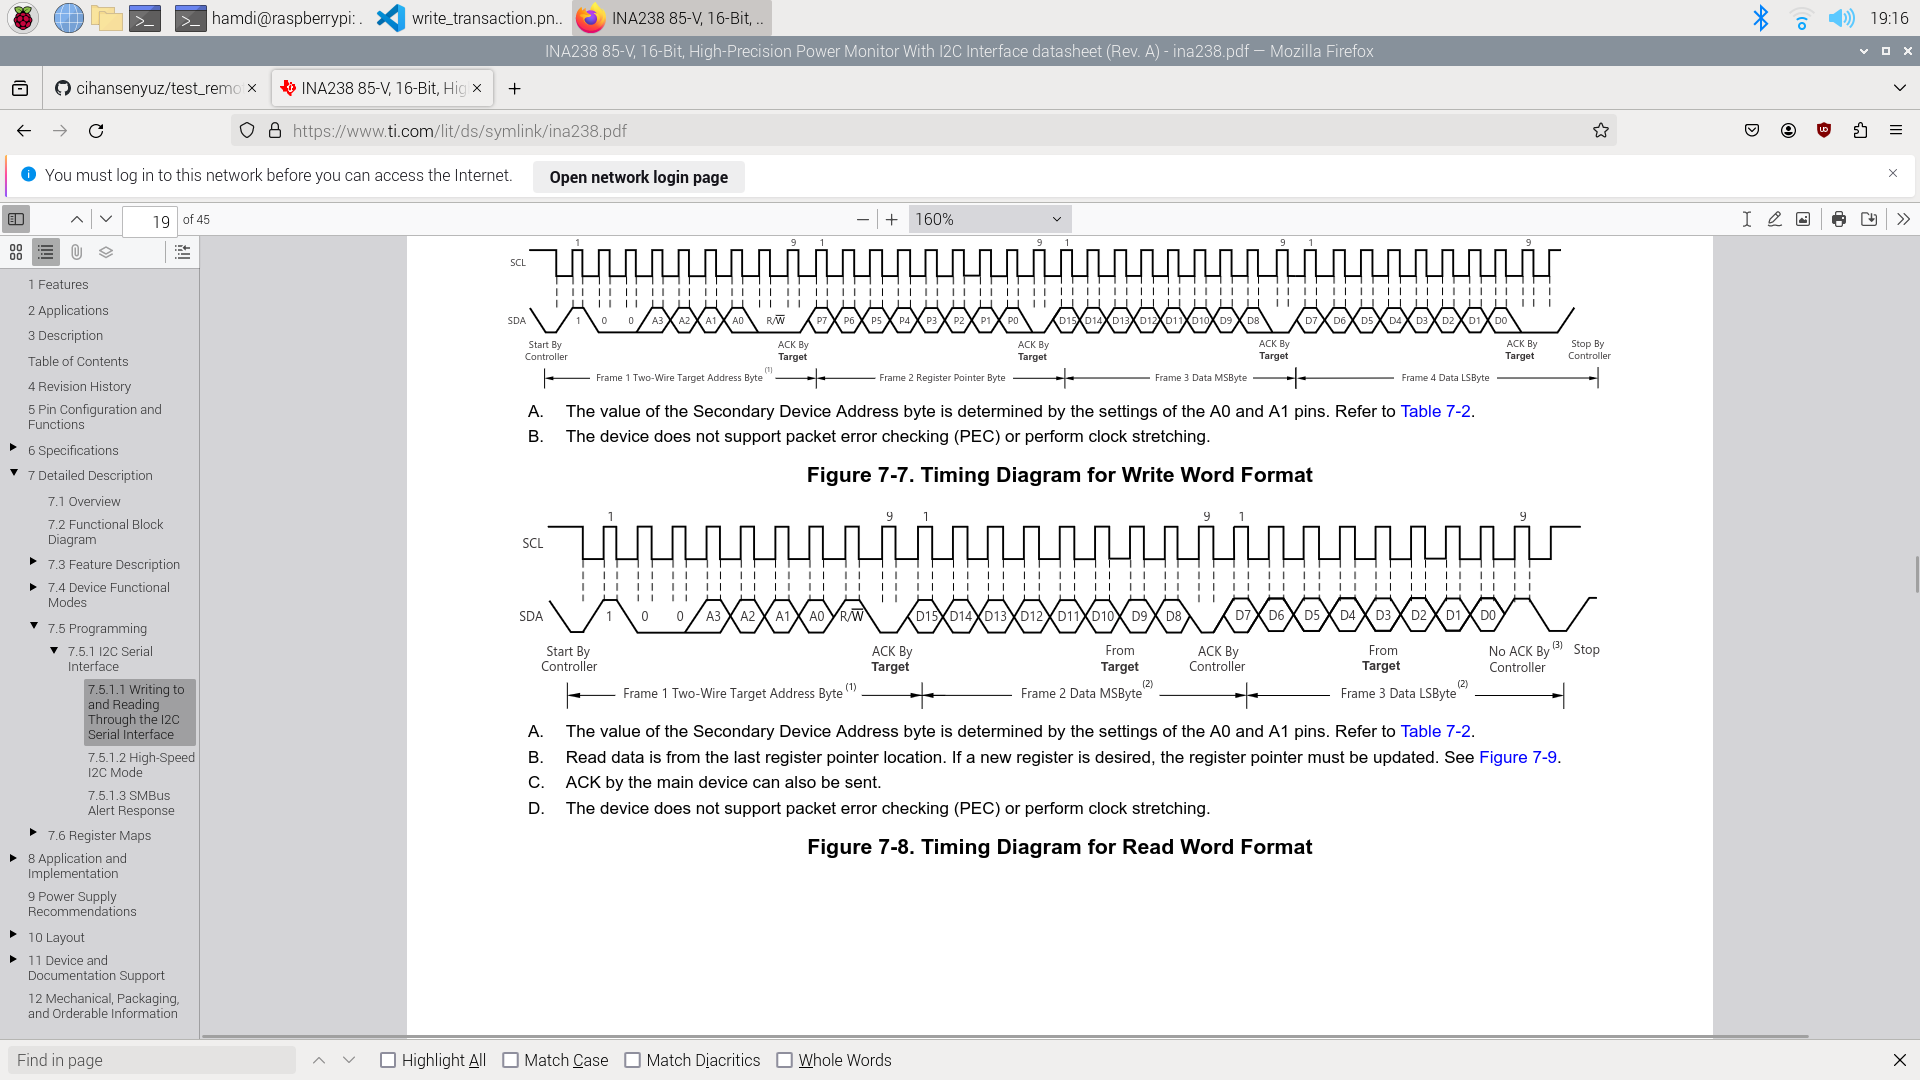 hamdi@raspberrypi: .
write_transaction.pn..
INA238 85-V, 16-Bit, ..
19:16
INA238 85-V, 16-Bit, High-Precision Power Monitor With I2C Interface datasheet (Rev. A) - ina238.pdf — Mozilla Firefox
cihansenyuz/test_remo
INA238 85-V, 16-Bit, Hig
https://www.ti.com/lit/ds/symlink/ina238.pdf
You must log in to this network before you can access the Internet.
Open network login page
19 of 45
160%
1 Features
2 Applications
3 Description
Table of Contents
4 Revision History
5 Pin Configuration and
Functions
6 Specifications
7 Detailed Description
7.1 Overview
7.2 Functional Block
Diagram
7.3 Feature Description
7.4 Device Functional
Modes
7.5 Programming
7.5.1 I2C Serial
Interface
7.5.1.1 Writing to
and Reading
Through the I2C
Serial Interface
7.5.1.2 High-Speed
I2C Mode
7.5.1.3 SMBus
Alert Response
7.6 Register Maps
8 Application and
Implementation
9 Power Supply
Recommendations
10 Layout
11 Device and
Documentation Support
12 Mechanical, Packaging,
and Orderable Information
1 9 1 9 1 9 1 9
SCL
SDA 1 0 0 A3 A2 A1 A0 R/W P7 P6 P5 P4 P3 P2 P1 P0 D15 D14 D13 D12 D11 D10 D9 D8 D7 D6 D5 D4 D3 D2 D1 D0
Start By ACK By ACK By ACK By ACK By Stop By
Controller Target Target Target Target Controller
Frame 1 Two-Wire Target Address Byte (1) Frame 2 Register Pointer Byte Frame 3 Data MSByte Frame 4 Data LSByte
A. The value of the Secondary Device Address byte is determined by the settings of the A0 and A1 pins. Refer to Table 7-2.
B. The device does not support packet error checking (PEC) or perform clock stretching.
Figure 7-7. Timing Diagram for Write Word Format
1 9 1 9 1 9
SCL
SDA 1 0 0 A3 A2 A1 A0 R/W D15 D14 D13 D12 D11 D10 D9 D8 D7 D6 D5 D4 D3 D2 D1 D0
Start By ACK By From ACK By From No ACK By (3) Stop
Controller Target Target Controller Target Controller
Frame 1 Two-Wire Target Address Byte (1) Frame 2 Data MSByte (2) Frame 3 Data LSByte (2)
A. The value of the Secondary Device Address byte is determined by the settings of the A0 and A1 pins. Refer to Table 7-2.
B. Read data is from the last register pointer location. If a new register is desired, the register pointer must be updated. See Figure 7-9.
C. ACK by the main device can also be sent.
D. The device does not support packet error checking (PEC) or perform clock stretching.
Figure 7-8. Timing Diagram for Read Word Format
Find in page
Highlight All
Match Case
Match Diacritics
Whole Words